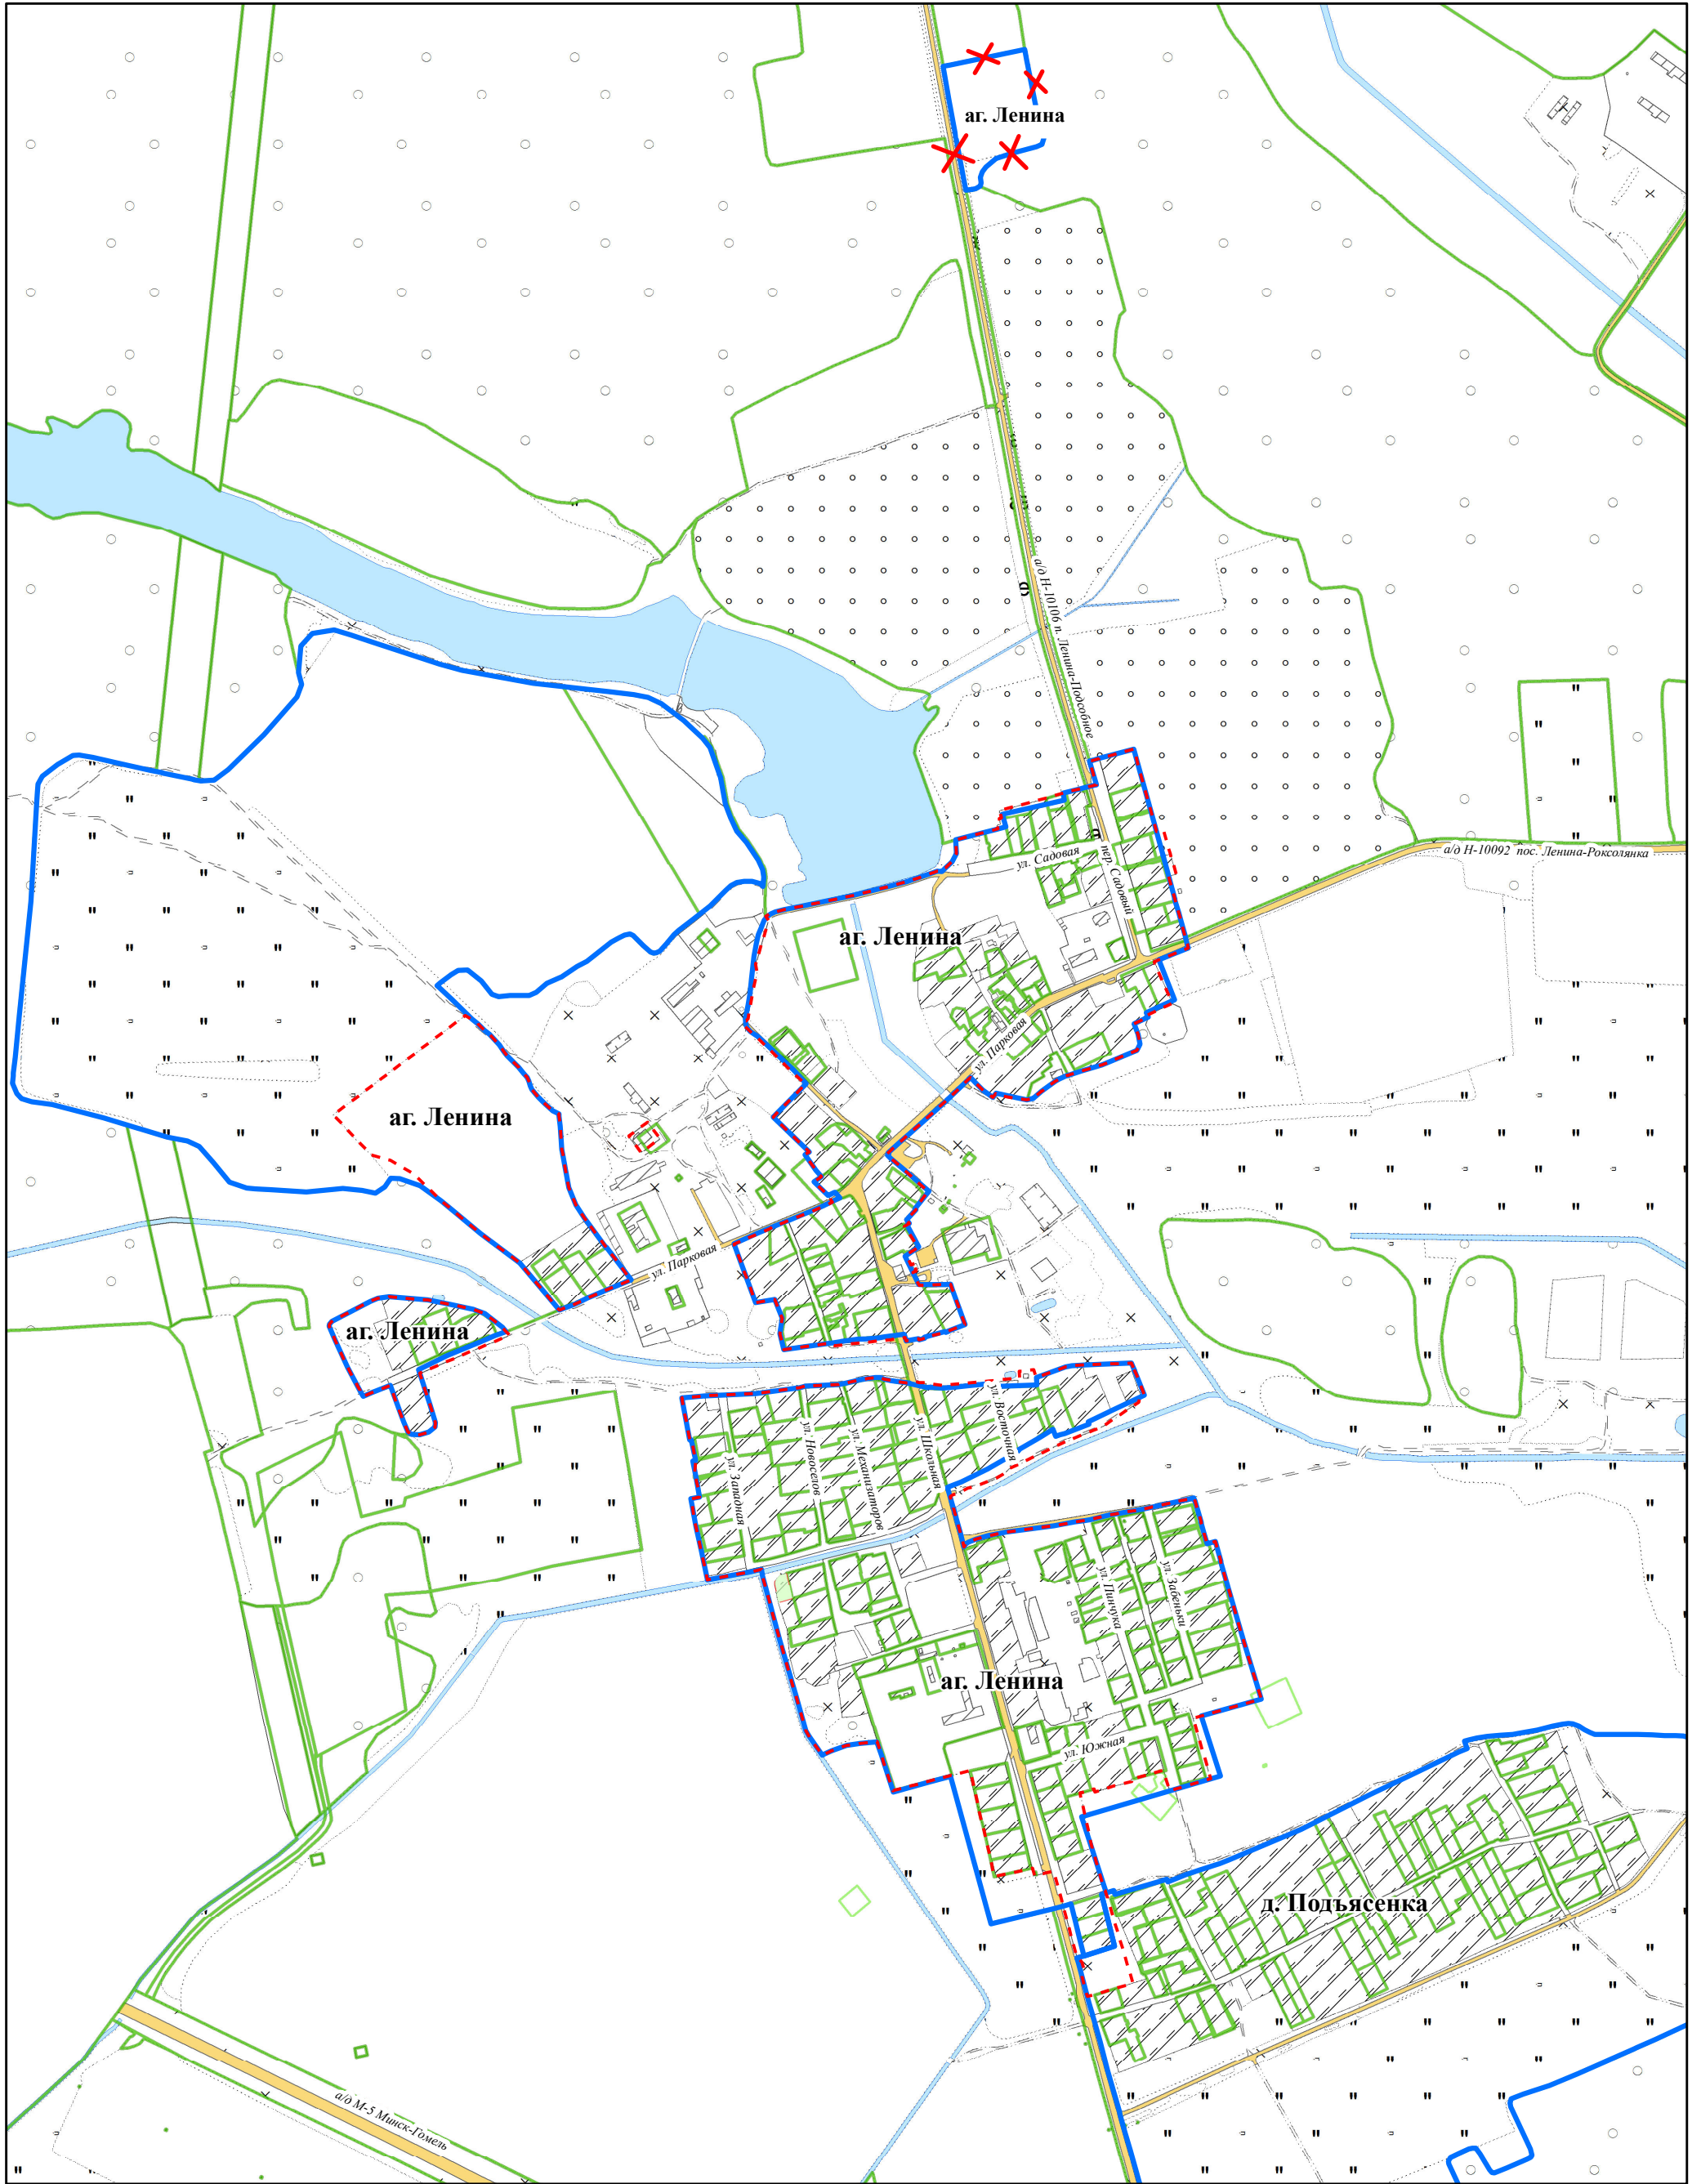 аг. Ленина
а/д Н-10106 п. Ленина-Подсобное
а/д Н-10092 пос. Ленина-Роксолянка
ул. Садовая
пер. Садовый
аг. Ленина
ул. Парковая
аг. Ленина
ул. Парковая
аг. Ленина
ул. Западная
ул. Новоселов
ул. Механизаторов
ул. Школьная
ул. Восточная
ул. Пинчука
ул. Забеньки
аг. Ленина
ул. Южная
д. Подъясенка
а/д М-5 Минск-Гомель